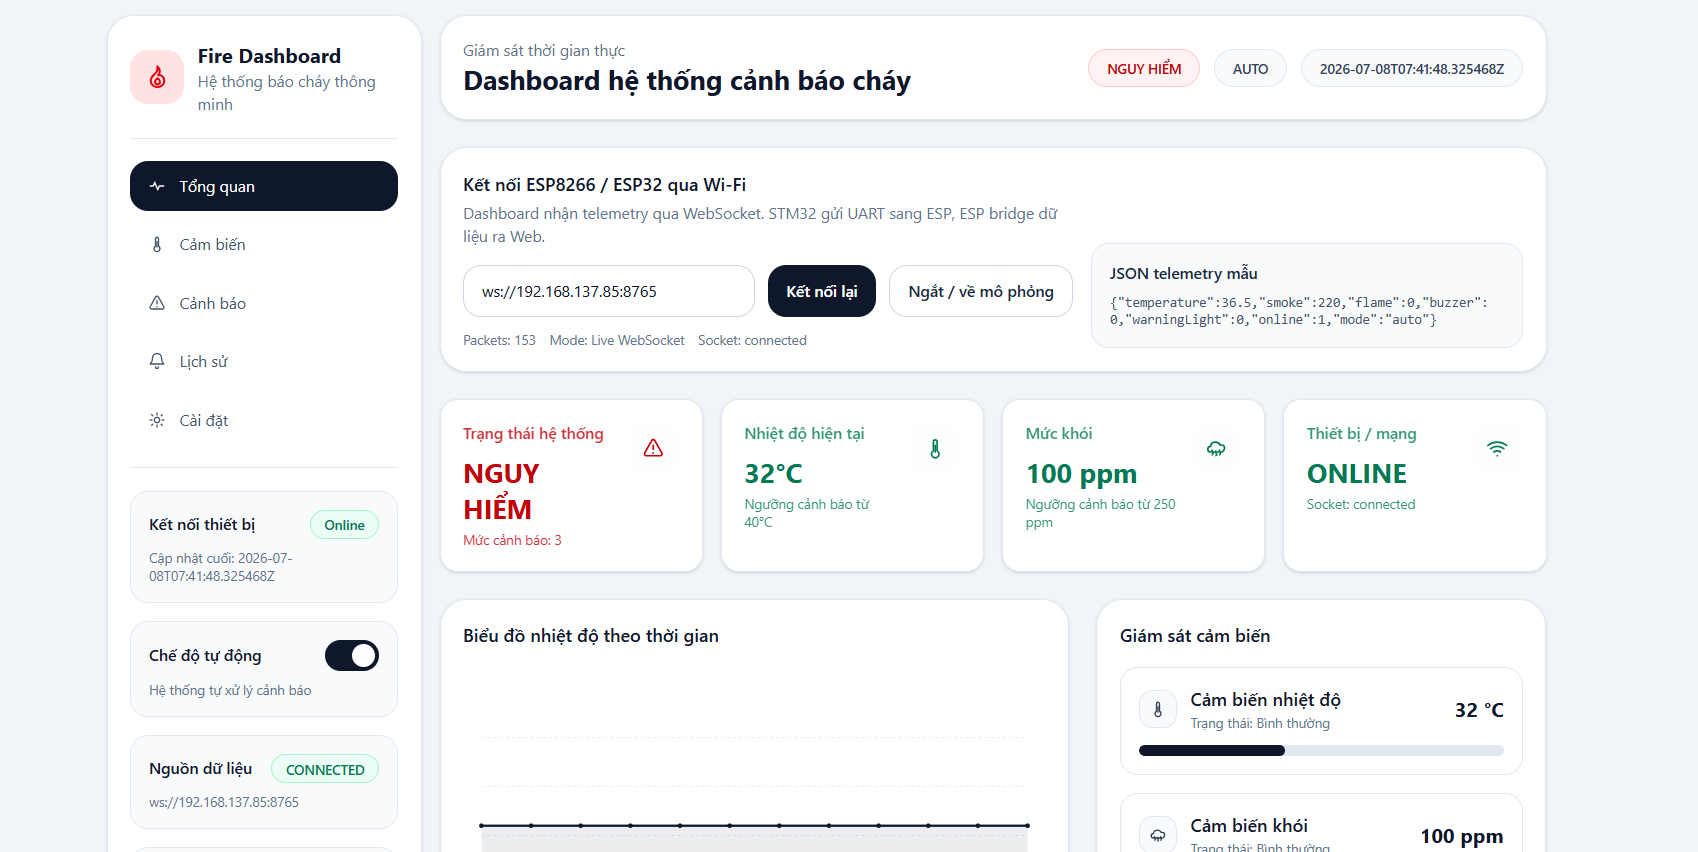 Fire Dashboard
Hệ thống báo cháy thông
minh
Tổng quan
Cảm biến
Cảnh báo
Lịch sử
Cài đặt
Kết nối thiết bị
Online
Cập nhật cuối: 2026-07-
08T07:41:48.325468Z
Chế độ tự động
Hệ thống tự xử lý cảnh báo
Nguồn dữ liệu
CONNECTED
ws://192.168.137.85:8765
Giám sát thời gian thực
Dashboard hệ thống cảnh báo cháy
NGUY HIỂM
AUTO
2026-07-08T07:41:48.325468Z
Kết nối ESP8266 / ESP32 qua Wi-Fi
Dashboard nhận telemetry qua WebSocket. STM32 gửi UART sang ESP, ESP bridge dữ
liệu ra Web.
ws://192.168.137.85:8765
Kết nối lại
Ngắt / về mô phỏng
Packets: 153 Mode: Live WebSocket Socket: connected
JSON telemetry mẫu
{"temperature":36.5,"smoke":220,"flame":0,"buzzer":
0,"warningLight":0,"online":1,"mode":"auto"}
Trạng thái hệ thống
NGUY
HIỂM
Mức cảnh báo: 3
Nhiệt độ hiện tại
32°C
Ngưỡng cảnh báo từ
40°C
Mức khói
100 ppm
Ngưỡng cảnh báo từ 250
ppm
Thiết bị / mạng
ONLINE
Socket: connected
Biểu đồ nhiệt độ theo thời gian
Giám sát cảm biến
Cảm biến nhiệt độ
Trạng thái: Bình thường
32 °C
Cảm biến khói
Trạng thái: Bình thường
100 ppm